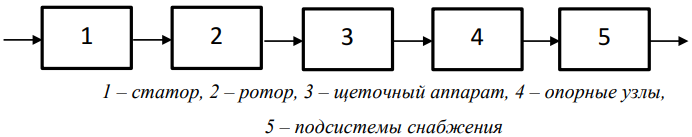 1 2 3 4 5
1 – статор, 2 – ротор, 3 – щеточный аппарат, 4 – опорные узлы,
5 – подсистемы снабжения